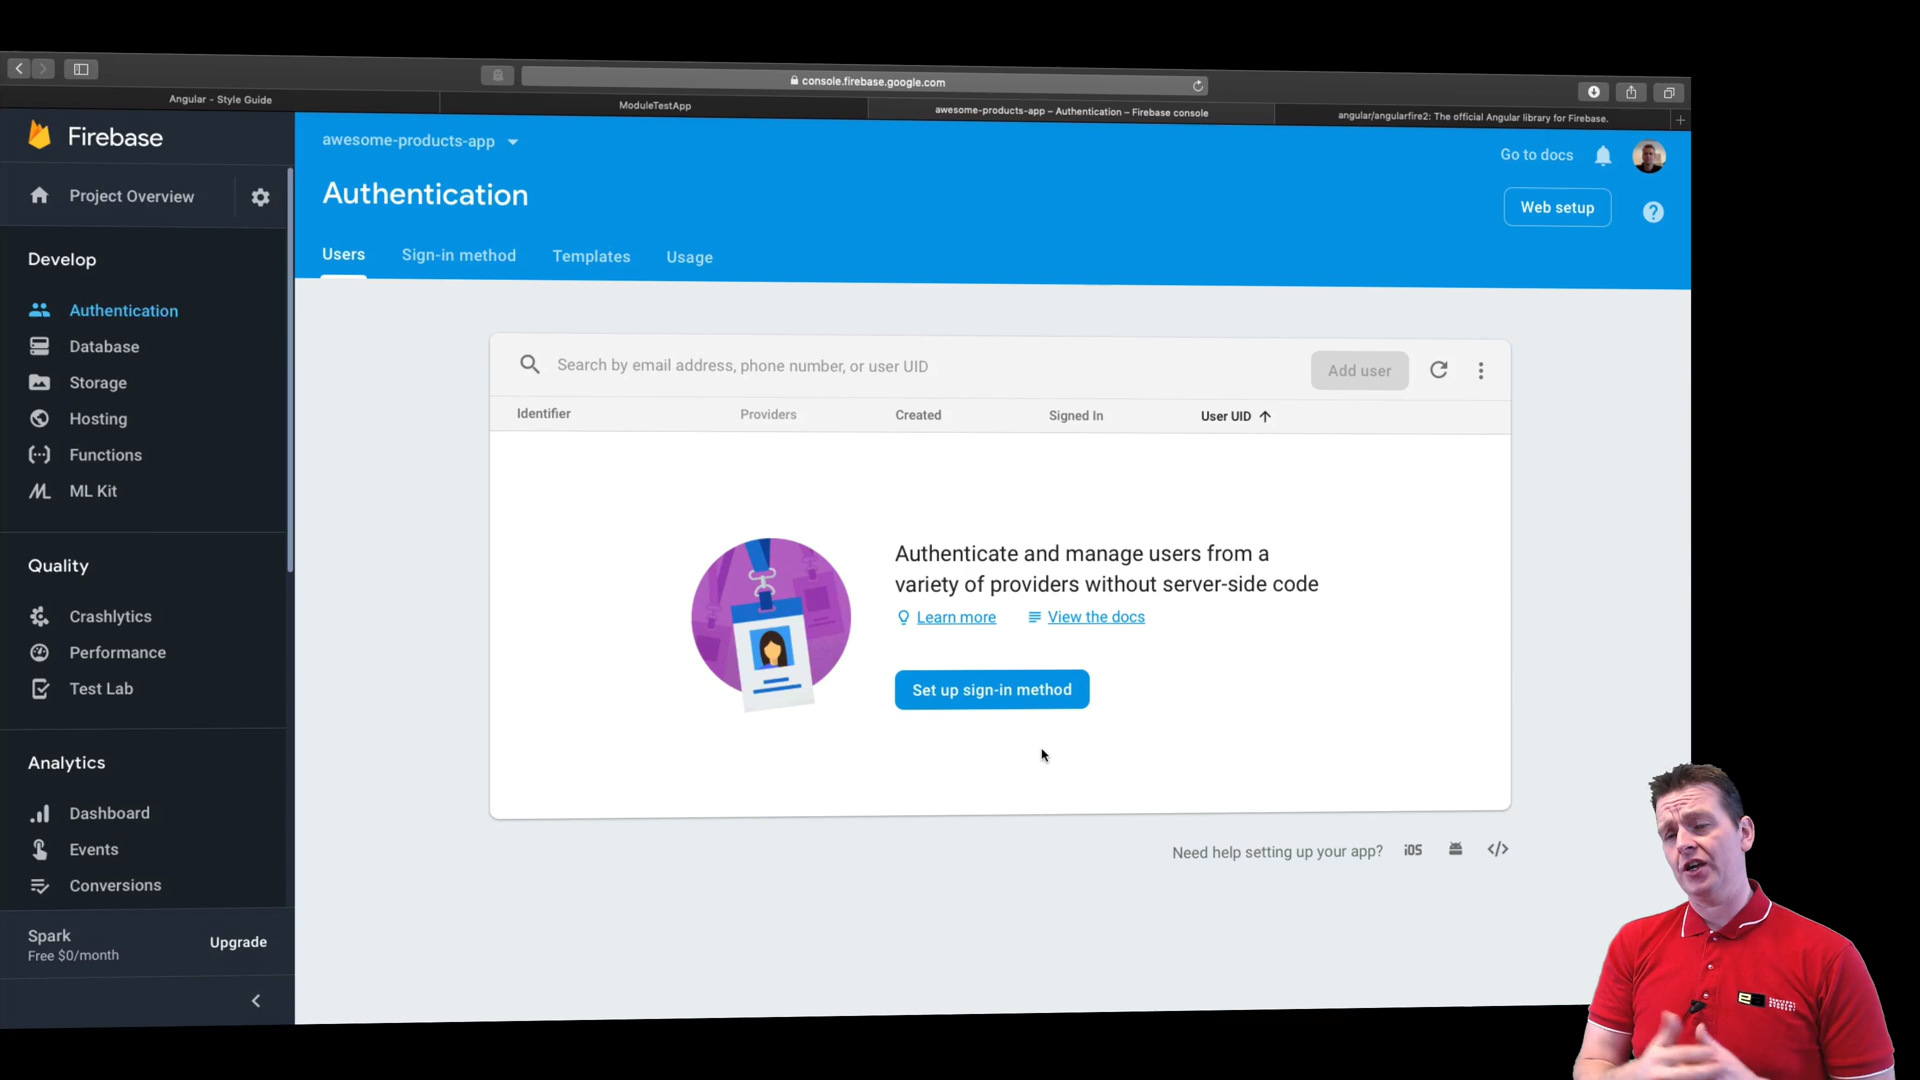 console.firebase.google.com
Angular - Style Guide
ModuleTestApp
awesome-products-app – Authentication – Firebase console
angular/angularfire2: The official Angular library for Firebase.
Firebase
Project Overview
Develop
Authentication
Database
Storage
Hosting
Functions
ML Kit
Quality
Crashlytics
Performance
Test Lab
Analytics
Dashboard
Events
Conversions
Spark
Free $0/month
Upgrade
awesome-products-app
Go to docs
Authentication
Web setup
Users
Sign-in method
Templates
Usage
Search by email address, phone number, or user UID
Add user
Identifier
Providers
Created
Signed In
User UID
Authenticate and manage users from a
variety of providers without server-side code
Learn more
View the docs
Set up sign-in method
Need help setting up your app?
iOS